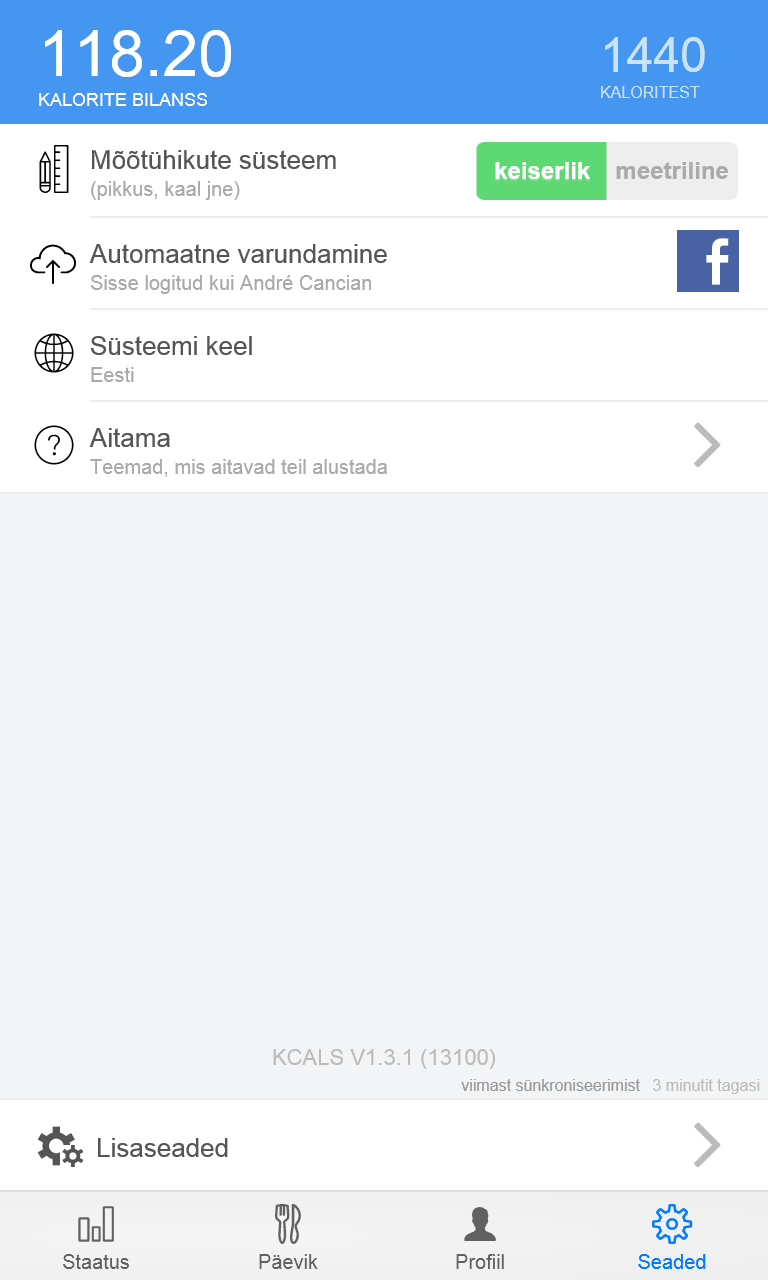 118.20
KALORITE BILANSS
1440
KALORITEST
Mõõtühikute süsteem
(pikkus, kaal jne)
keiserlik
meetriline
Automaatne varundamine
Sisse logitud kui André Cancian
f
Süsteemi keel
Eesti
?
Aitama
Teemad, mis aitavad teil alustada
KCALS V1.3.1 (13100)
viimast sünkroniseerimist 3 minutit tagasi
Lisaseaded
Staatus
Päevik
Profiil
Seaded